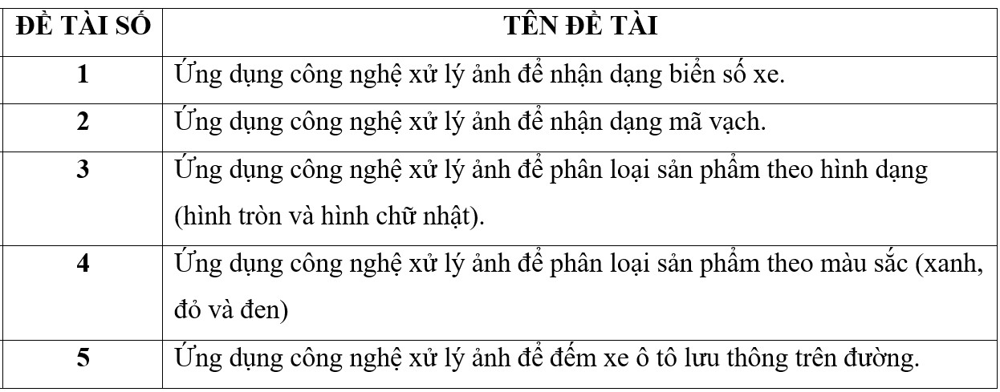 ĐỀ TÀI SỐ TÊN ĐỀ TÀI
1 Ứng dụng công nghệ xử lý ảnh để nhận dạng biển số xe.
2 Ứng dụng công nghệ xử lý ảnh để nhận dạng mã vạch.
3 Ứng dụng công nghệ xử lý ảnh để phân loại sản phẩm theo hình dạng
(hình tròn và hình chữ nhật).
4 Ứng dụng công nghệ xử lý ảnh để phân loại sản phẩm theo màu sắc (xanh,
đỏ và đen)
5 Ứng dụng công nghệ xử lý ảnh để đếm xe ô tô lưu thông trên đường.